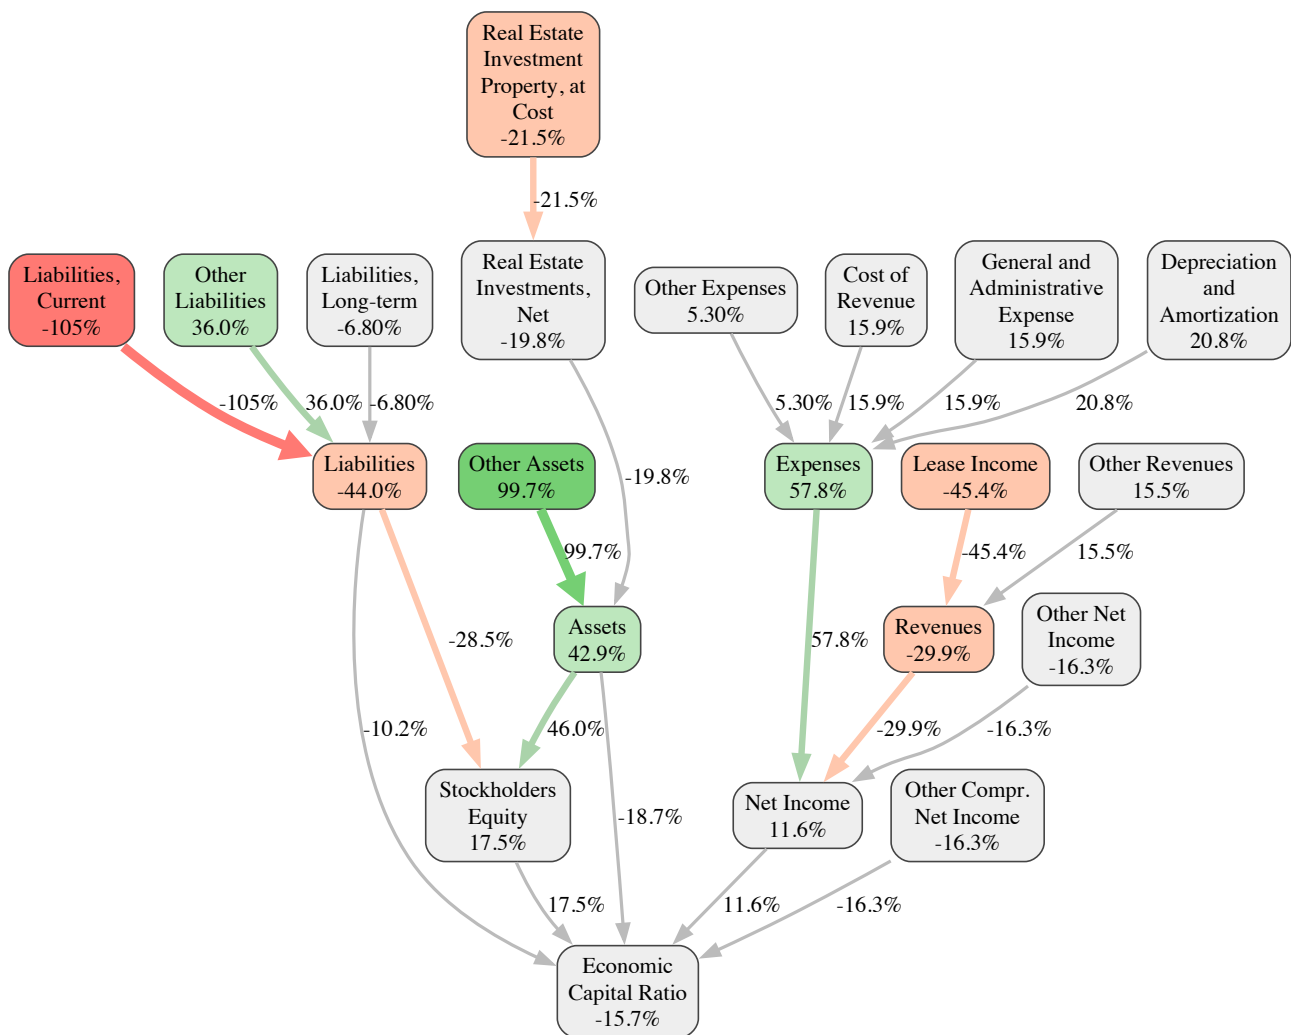 Real Estate
Investment
Property, at
Cost
-21.5%
-21.5%
Liabilities,
Current
-105%
Other
Liabilities
36.0%
Liabilities,
Long-term
-6.80%
Real Estate
Investments,
Net
-19.8%
Other Expenses
5.30%
Cost of
Revenue
15.9%
General and
Administrative
Expense
15.9%
Depreciation
and
Amortization
20.8%
-105%
36.0%
-6.80%
-19.8%
5.30%
15.9%
15.9%
20.8%
Liabilities
-44.0%
Other Assets
99.7%
Expenses
57.8%
Lease Income
-45.4%
Other Revenues
15.5%
99.7%
-45.4%
15.5%
-28.5%
Assets
42.9%
57.8%
Revenues
-29.9%
Other Net
Income
-16.3%
-10.2%
46.0%
-29.9%
-16.3%
Stockholders
Equity
17.5%
-18.7%
Net Income
11.6%
Other Compr.
Net Income
-16.3%
17.5%
11.6%
-16.3%
Economic
Capital Ratio
-15.7%